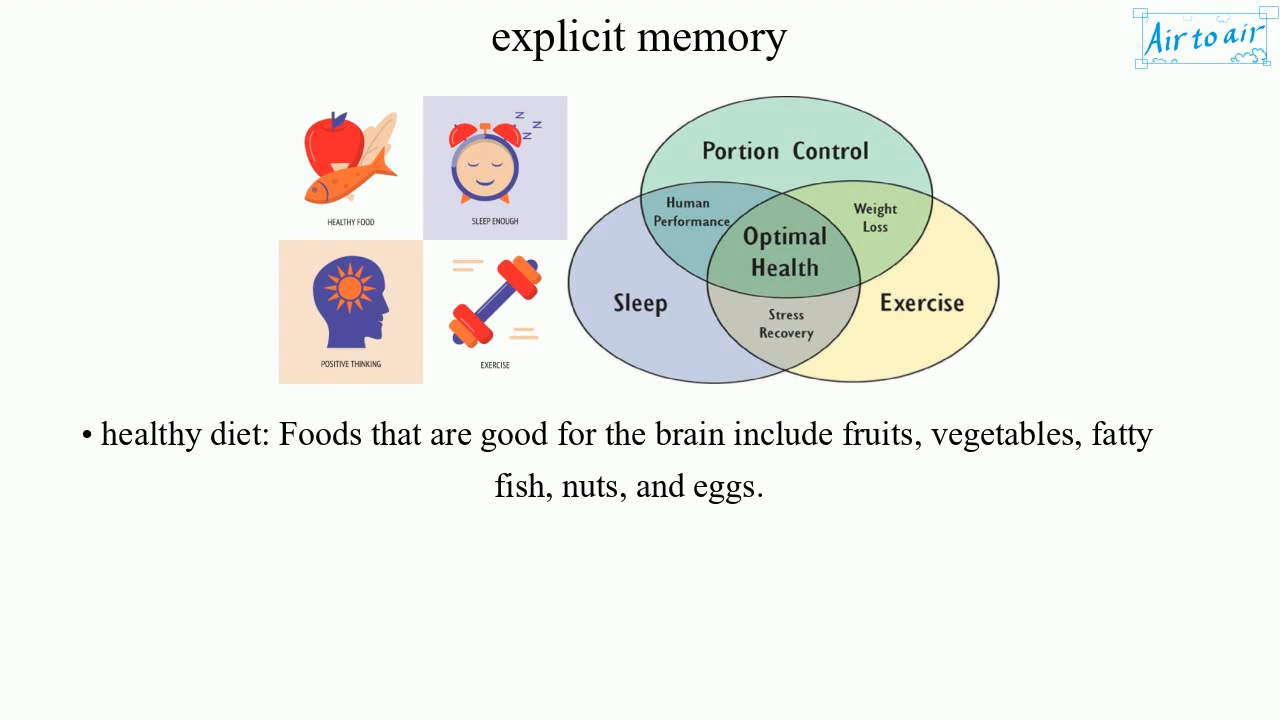 explicit memory
Air to air
HEALTHY FOOD
z z z
SLEEP ENOUGH
POSITIVE THINKING
EXERCISE
Portion Control
Human
Performance
Weight
Loss
Optimal
Health
Sleep
Exercise
Stress
Recovery
• healthy diet: Foods that are good for the brain include fruits, vegetables, fatty
fish, nuts, and eggs.